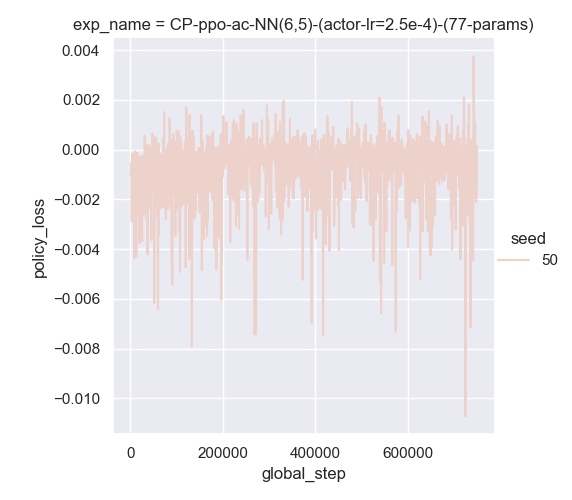 exp_name = CP-ppo-ac-NN(6,5)-(actor-lr=2.5e-4)-(77-params)
0.004
0.002
0.000
−0.002
−0.004
−0.006
−0.008
−0.010
policy_loss
seed
50
0 200000 400000 600000
global_step